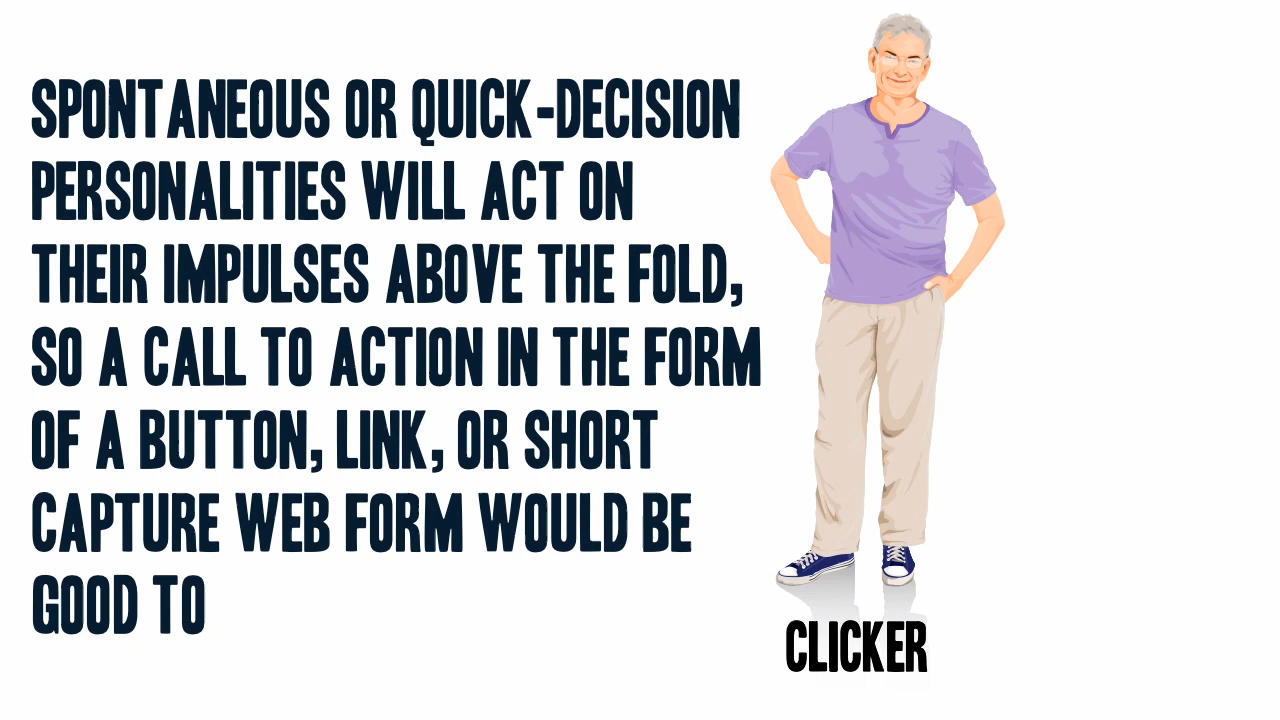 SPONTANEOUS OR QUICK-DECISION
PERSONALITIES WILL ACT ON
THEIR IMPULSES ABOVE THE FOLD,
SO A CALL TO ACTION IN THE FORM
OF A BUTTON, LINK, OR SHORT
CAPTURE WEB FORM WOULD BE
GOOD TO
CLICKER